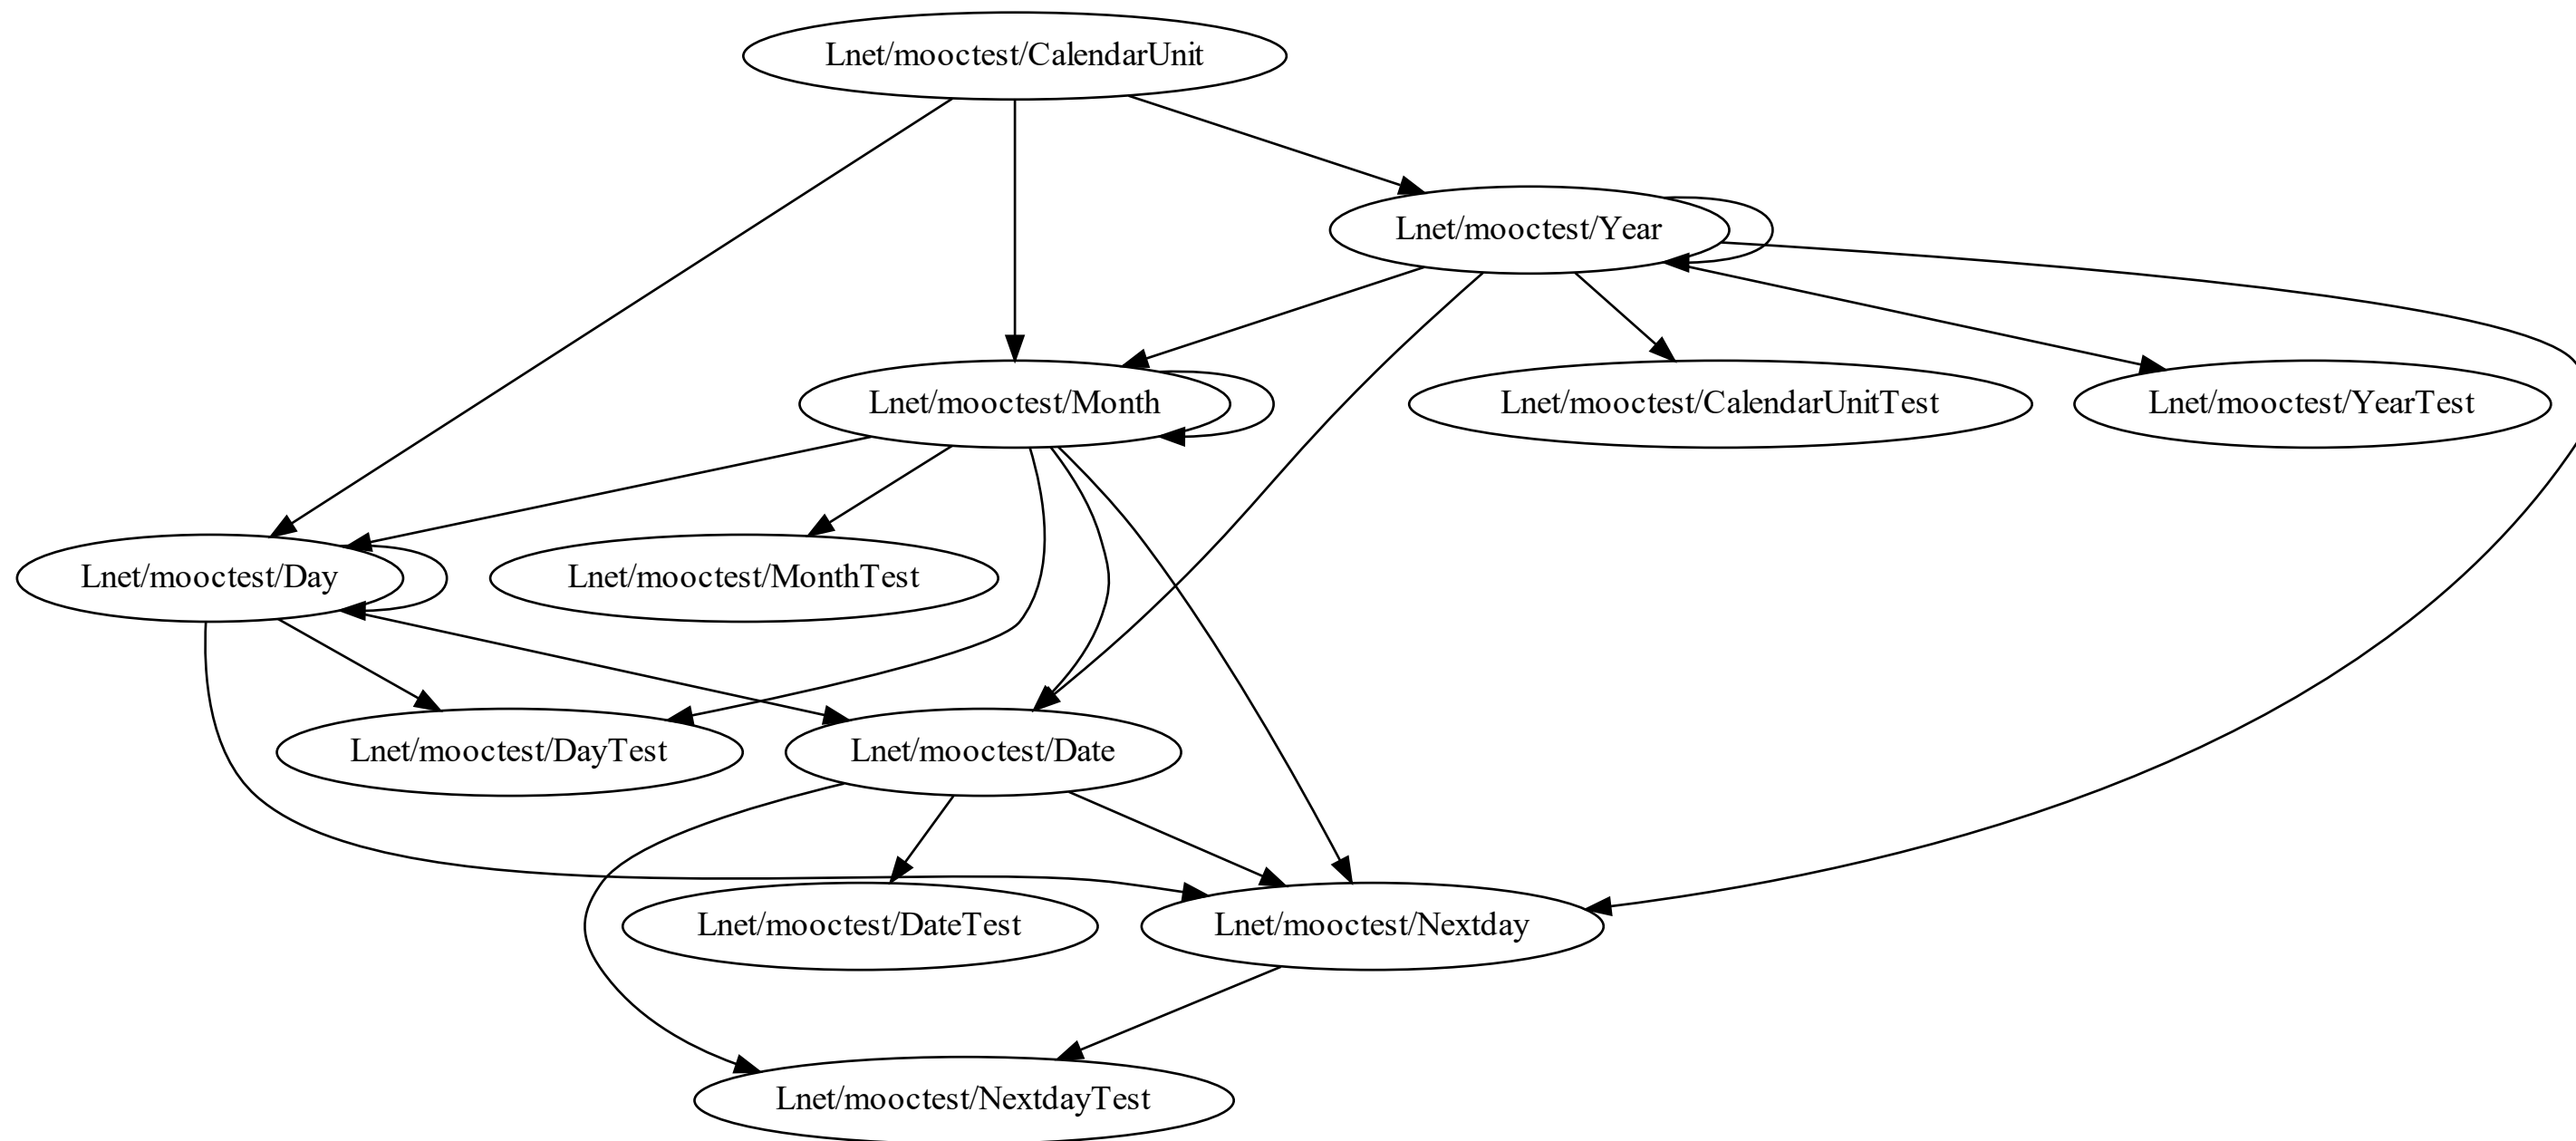 Lnet/mooctest/CalendarUnit
Lnet/mooctest/Year
Lnet/mooctest/Month
Lnet/mooctest/CalendarUnitTest
Lnet/mooctest/YearTest
Lnet/mooctest/Day
Lnet/mooctest/MonthTest
Lnet/mooctest/DayTest
Lnet/mooctest/Date
Lnet/mooctest/DateTest
Lnet/mooctest/Nextday
Lnet/mooctest/NextdayTest